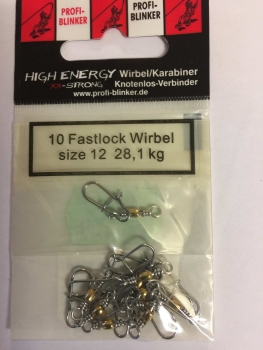 PROFI-
BLINKER
PROFI-
BLINKER
HIGH ENERGY Wirbel/Karabiner
XX-STRONG Knotenlos-Verbinder
www.profi-blinker.de
10 Fastlock Wirbel
size 12 28,1 kg